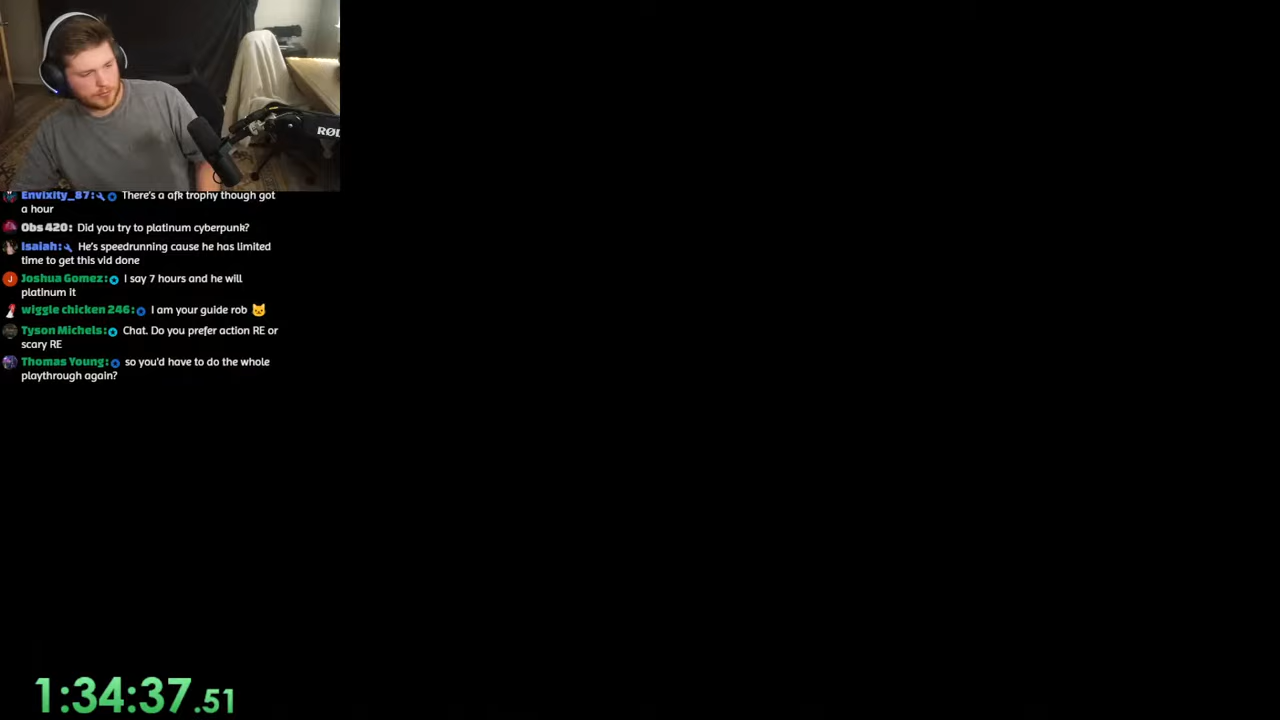 RØD
Envixity_87: There's a afk trophy though got
a hour
Obs 420: Did you try to platinum cyberpunk?
Isaiah: He's speedrunning cause he has limited
time to get this vid done
Joshua Gomez: I say 7 hours and he will
platinum it
wiggle chicken 246: I am your guide rob 🐱
Tyson Michels: Chat. Do you prefer action RE or
scary RE
Thomas Young: so you'd have to do the whole
playthrough again?
1:34:37.51